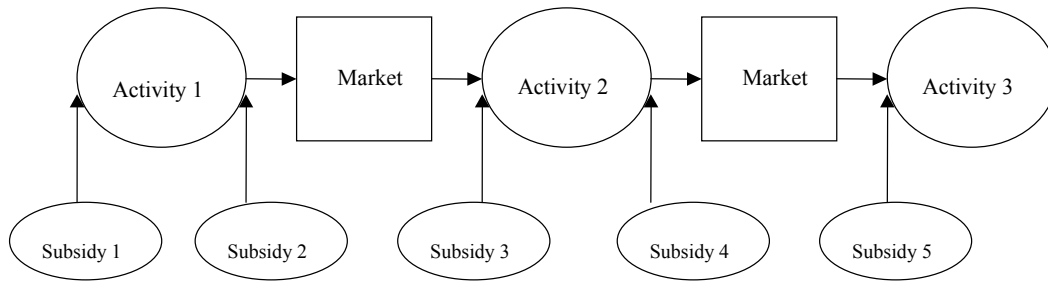 Activity 1
Market
Activity 2
Market
Activity 3
Subsidy 1
Subsidy 2
Subsidy 3
Subsidy 4
Subsidy 5